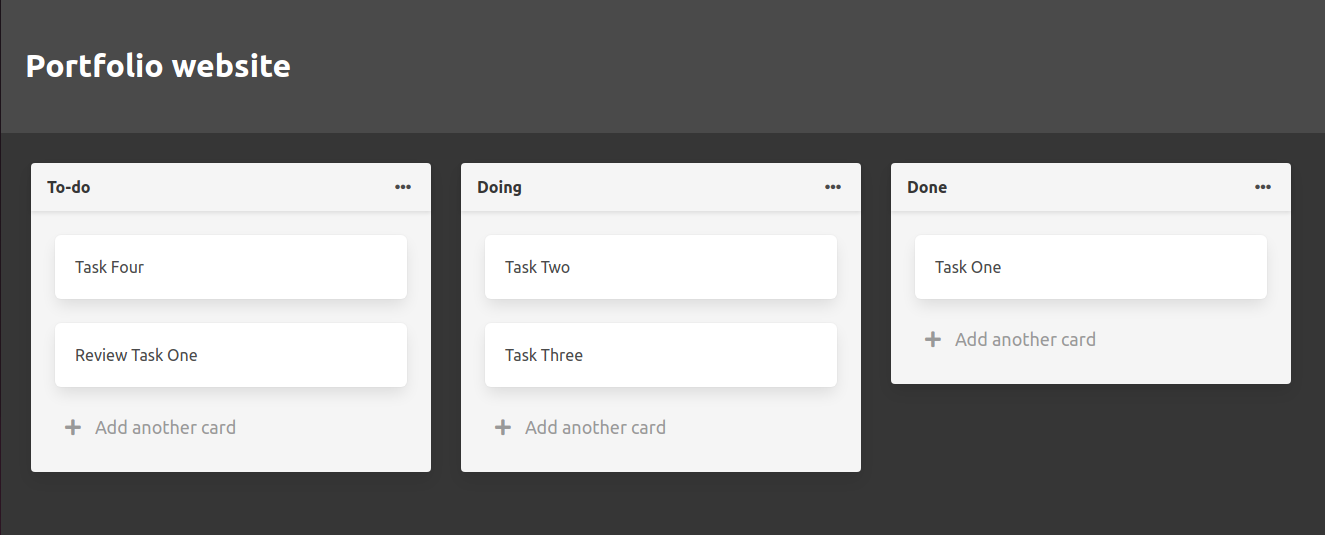 Portfolio website
To-do
Task Four
Review Task One
Add another card
Doing
Task Two
Task Three
Add another card
Done
Task One
Add another card